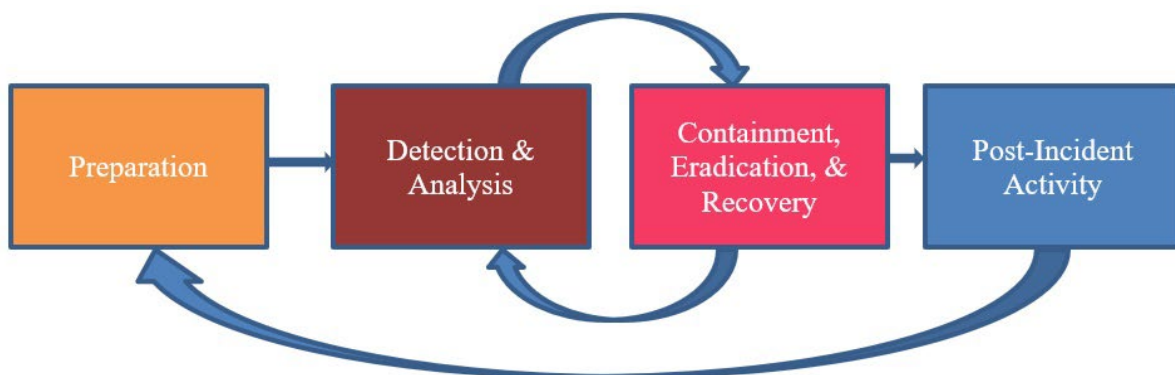 Preparation
Detection &
Analysis
Containment,
Eradication, &
Recovery
Post-Incident
Activity